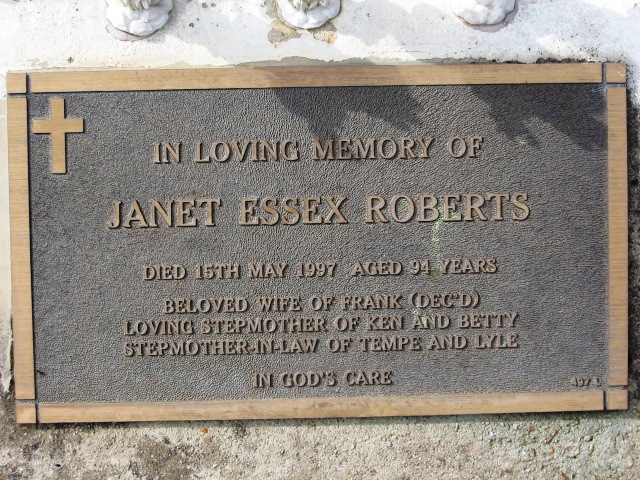 IN LOVING MEMORY OF
JANET ESSEX ROBERTS
DIED 15TH MAY 1997 AGED 94 YEARS
BELOVED WIFE OF FRANK (DEC'D)
LOVING STEPMOTHER OF KEN AND BETTY
STEPMOTHER-IN-LAW OF TEMPE AND LYLE
IN GOD'S CARE